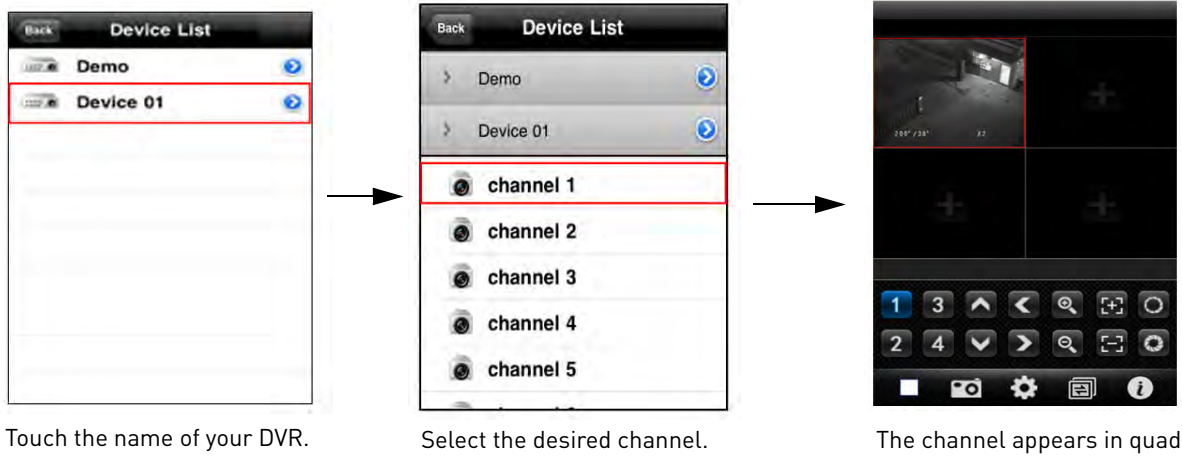 Back Device List
Demo
Device 01
Touch the name of your DVR.
Back Device List
Demo
Device 01
channel 1
channel 2
channel 3
channel 4
channel 5
Select the desired channel.
1 3
2 4
The channel appears in quad